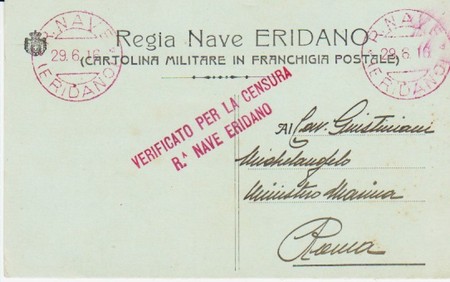 R. NAVE
29.6.16
(ERIDANO)
R. NAVE
29.6.16
(ERIDANO)
Regia Nave ERIDANO
(CARTOLINA MILITARE IN FRANCHIGIA POSTALE)
VERIFICATO PER LA CENSURA
R.ᴬ NAVE ERIDANO
Al Cav. Giustiniani
Michelangelo
Ministro Marina
Roma